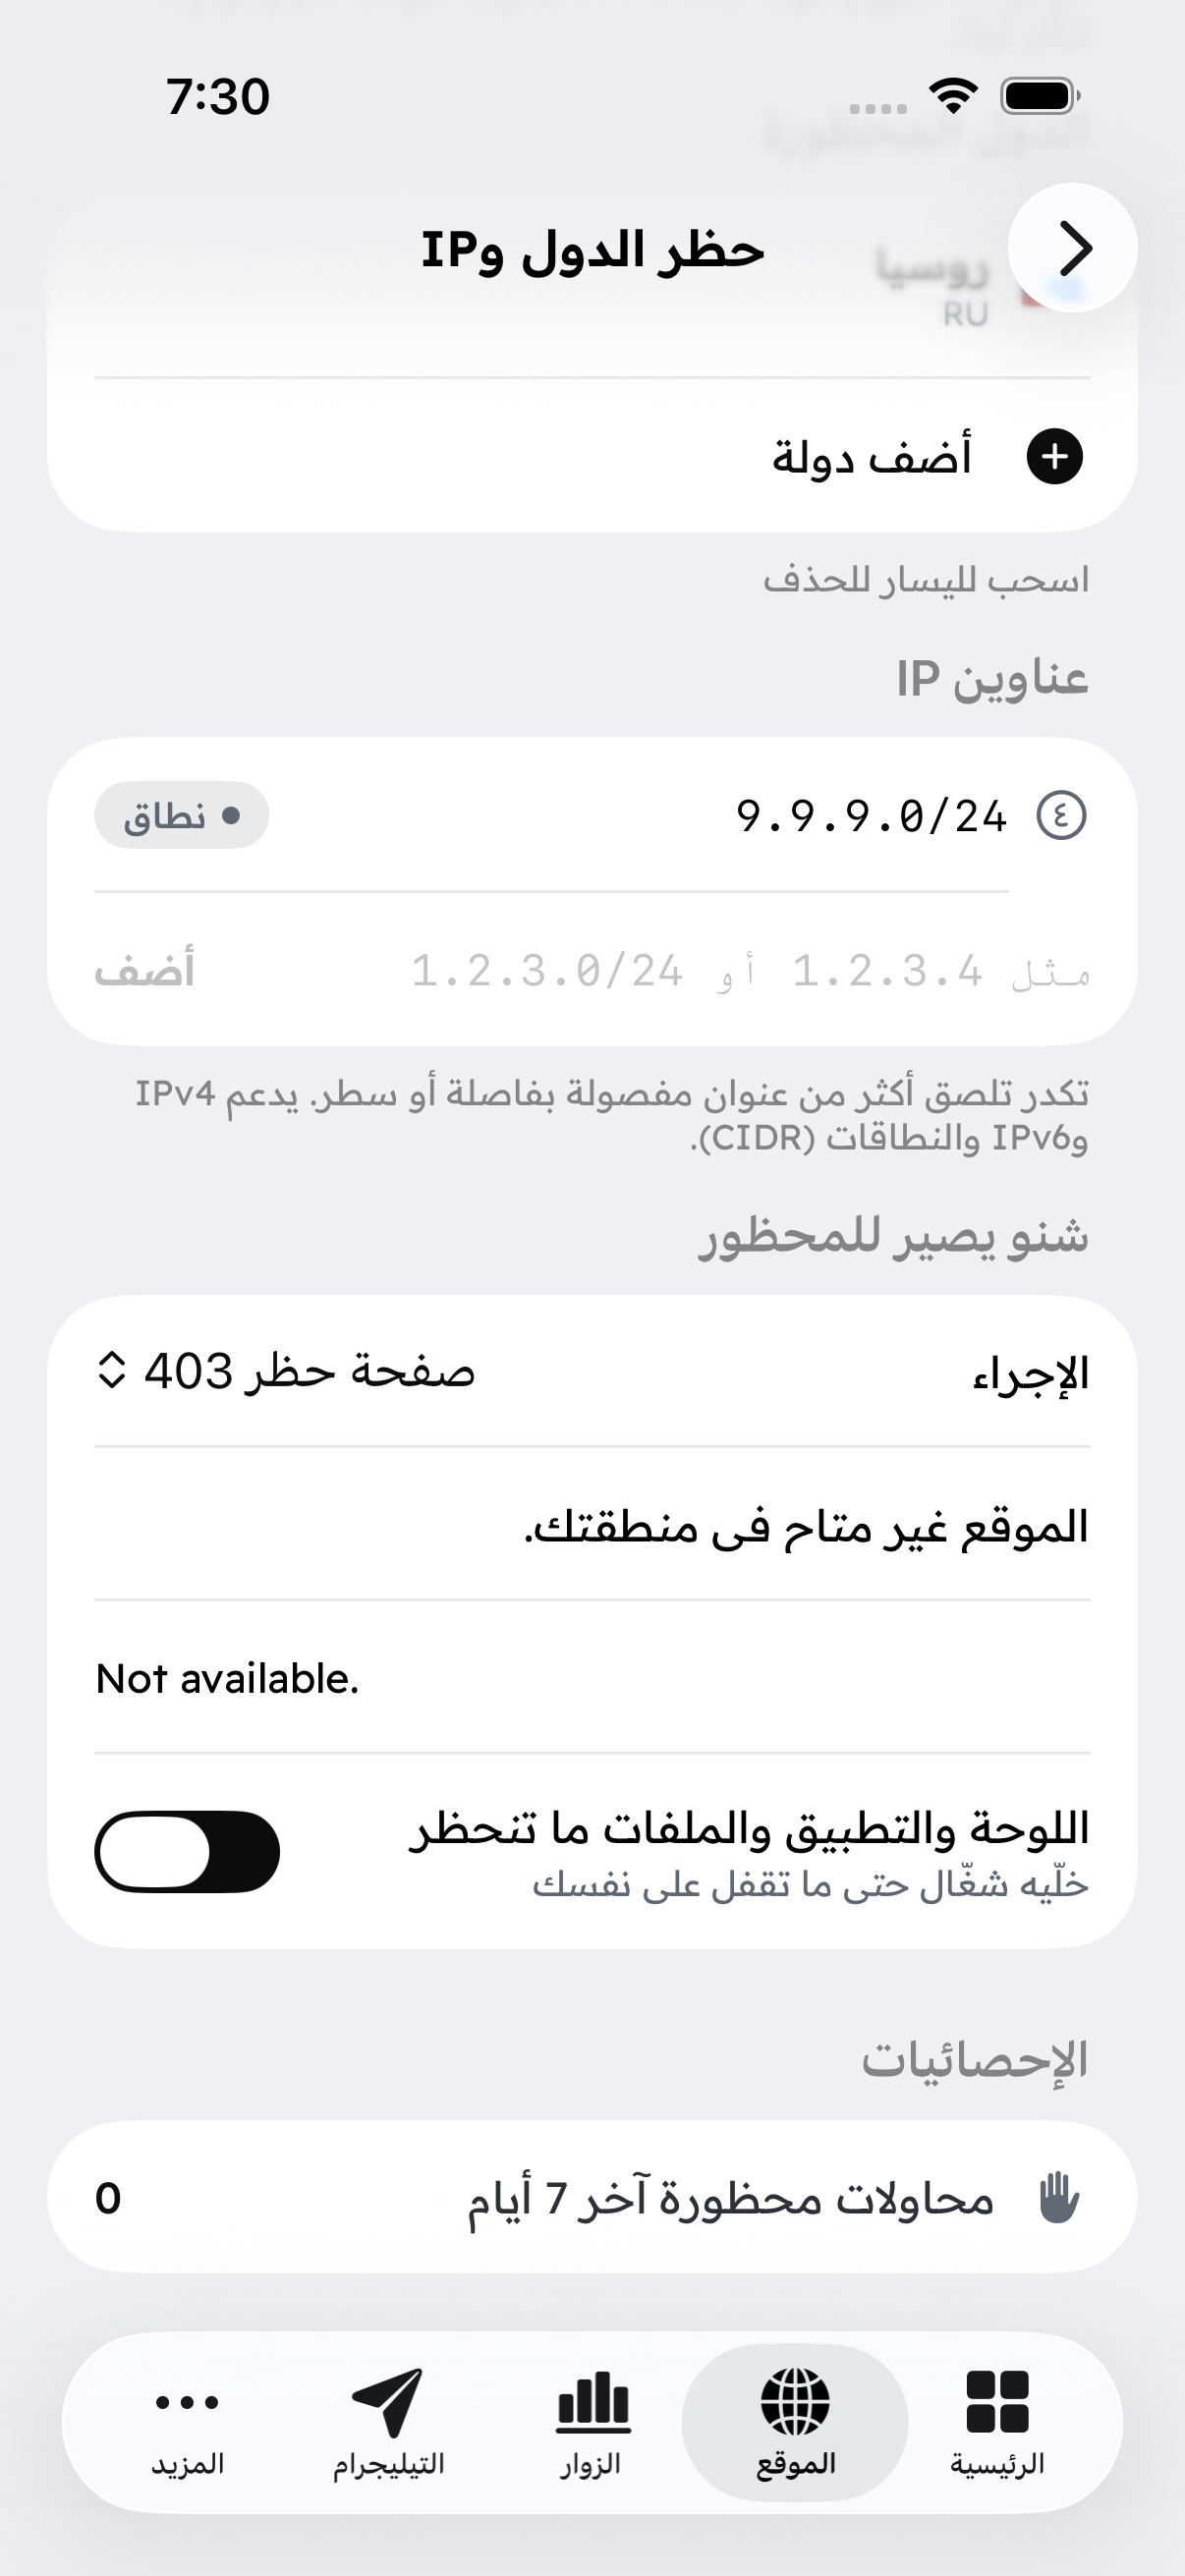 7:30
الدول المحظورة
حظر الدول وIP
روسيا
RU
أضف دولة
اسحب لليسار للحذف
عناوين IP
٤
9.9.9.0/24
نطاق
مثل 1.2.3.4 أو 1.2.3.0/24
أضف
تكدر تلصق أكثر من عنوان مفصولة بفاصلة أو سطر. يدعم IPv4
وIPv6 والنطاقات (CIDR).
شنو يصير للمحظور
الإجراء
صفحة حظر 403
الموقع غير متاح في منطقتك.
Not available.
اللوحة والتطبيق والملفات ما تنحظر
خلّيه شغّال حتى ما تقفل على نفسك
الإحصائيات
محاولات محظورة آخر 7 أيام
0
الرئيسية
الموقع
الزوار
التيليجرام
المزيد